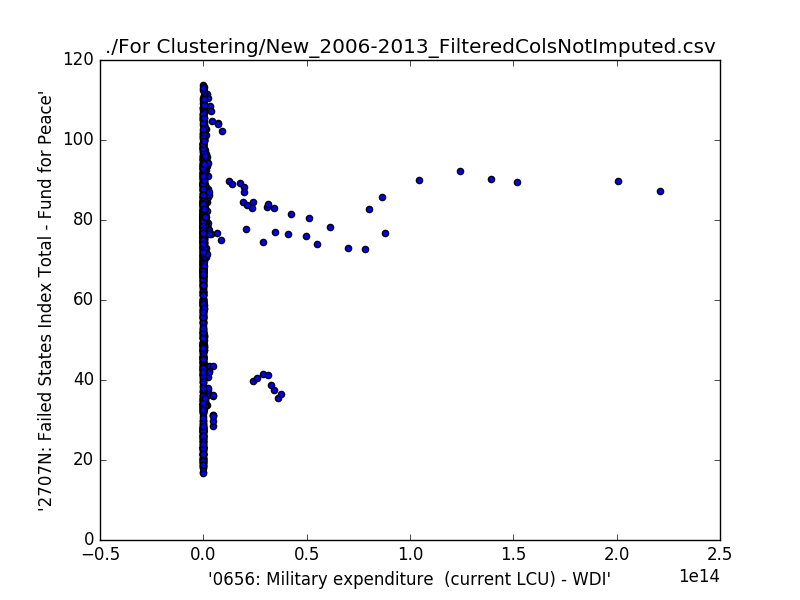 ./For Clustering/New_2006-2013_FilteredColsNotImputed.csv
120
100
80
60
40
20
0
'2707N: Failed States Index Total - Fund for Peace'
−0.5 0.0 0.5 1.0 1.5 2.0 2.5
1e14
'0656: Military expenditure  (current LCU) - WDI'